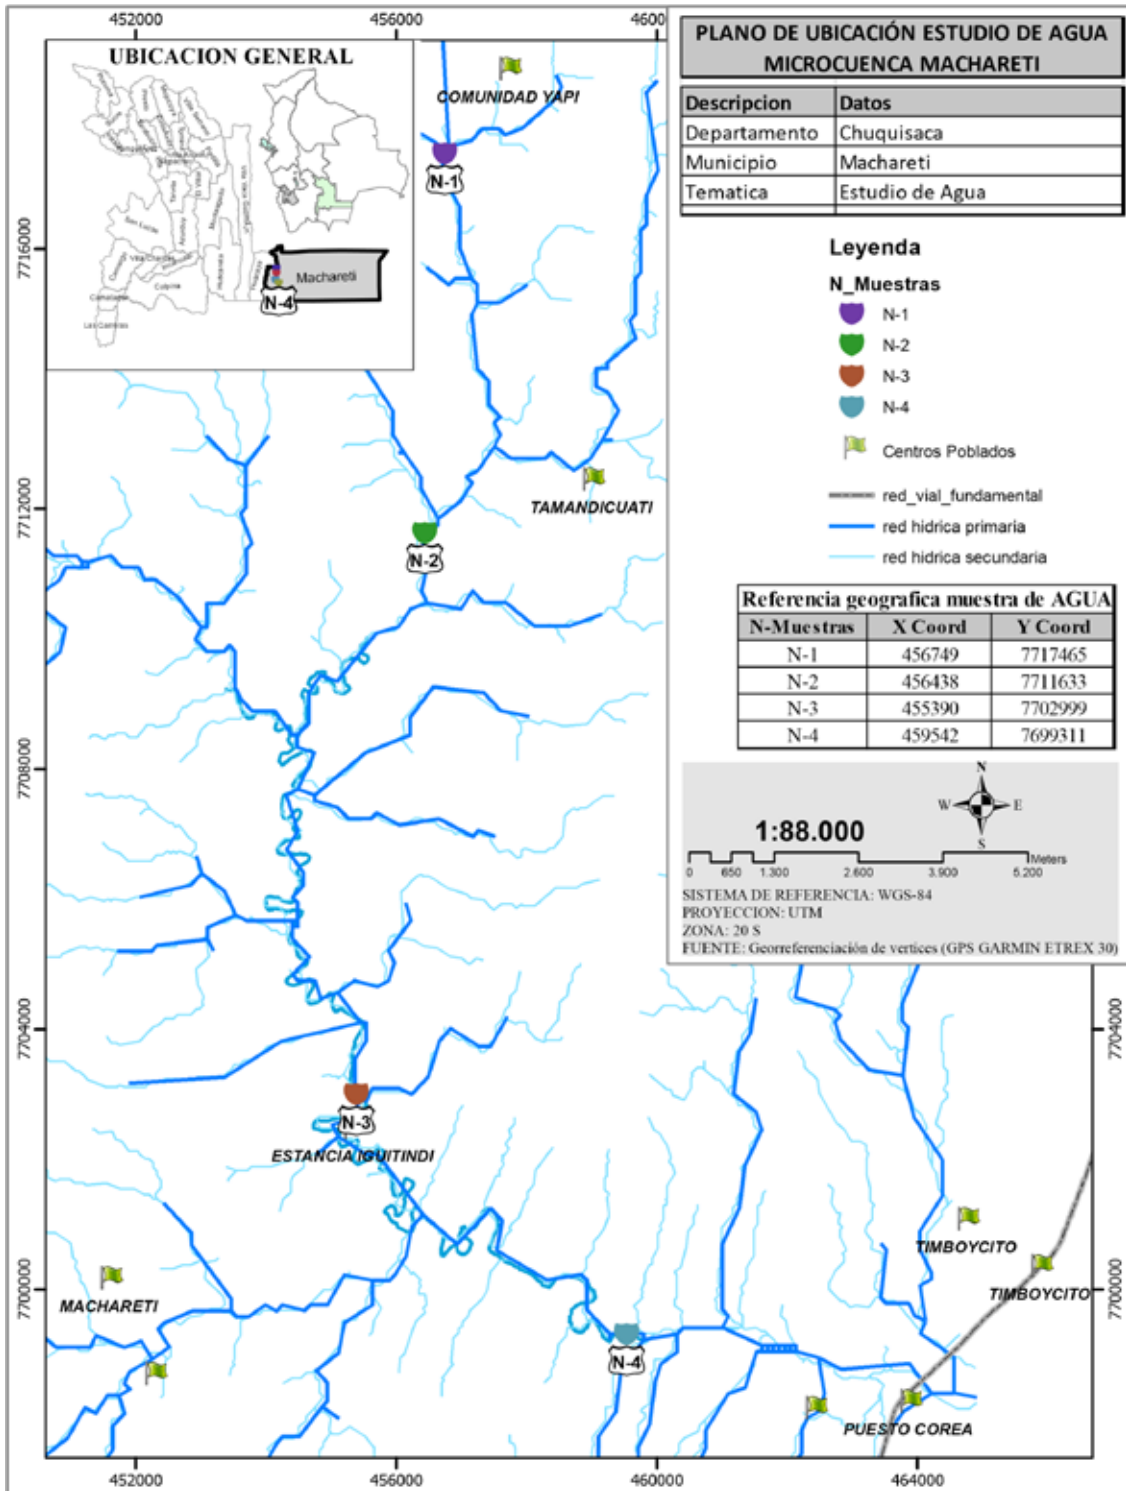 452000
456000
460000
UBICACION GENERAL
Machareti
N-4
PLANO DE UBICACIÓN ESTUDIO DE AGUA
MICROCUENCA MACHARETI
Descripcion Datos
Departamento Chuquisaca
Municipio Machareti
Tematica Estudio de Agua
COMUNIDAD YAPI
N-1
Leyenda
N_Muestras
N-1
N-2
N-3
N-4
Centros Poblados
red_vial_fundamental
red hidrica primaria
red hidrica secundaria
7716000
TAMANDICUATI
7712000
N-2
Referencia geografica muestra de AGUA
N-Muestras X Coord Y Coord
N-1 456749 7717465
N-2 456438 7711633
N-3 455390 7702999
N-4 459542 7699311
7708000
N
W E
S
1:88.000
Meters
0 650 1.300 2.600 3.900 5.200
SISTEMA DE REFERENCIA: WGS-84
PROYECCION: UTM
ZONA: 20 S
FUENTE: Georreferenciación de vertices (GPS GARMIN ETREX 30)
7704000
7704000
N-3
ESTANCIA IGUITINDI
TIMBOYCITO
TIMBOYCITO
MACHARETI
7700000
7700000
N-4
PUESTO COREA
452000
456000
460000
464000